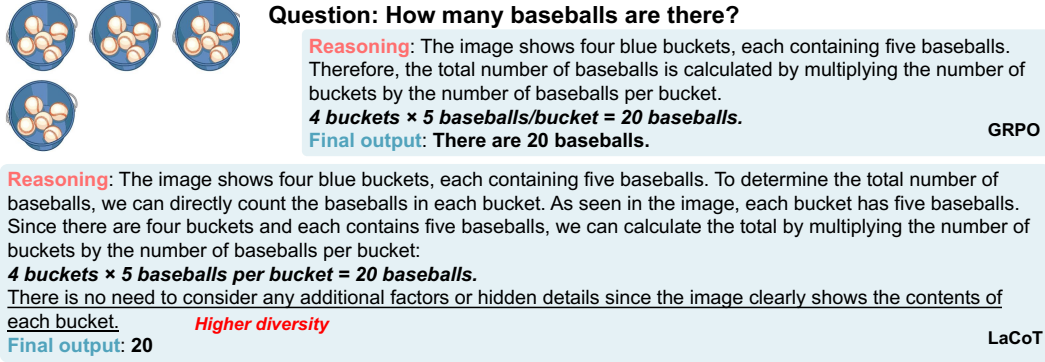 Question: How many baseballs are there?
Reasoning: The image shows four blue buckets, each containing five baseballs.
Therefore, the total number of baseballs is calculated by multiplying the number of
buckets by the number of baseballs per bucket.
4 buckets × 5 baseballs/bucket = 20 baseballs.
Final output: There are 20 baseballs.
GRPO
Reasoning: The image shows four blue buckets, each containing five baseballs. To determine the total number of
baseballs, we can directly count the baseballs in each bucket. As seen in the image, each bucket has five baseballs.
Since there are four buckets and each contains five baseballs, we can calculate the total by multiplying the number of
buckets by the number of baseballs per bucket:
4 buckets × 5 baseballs per bucket = 20 baseballs.
There is no need to consider any additional factors or hidden details since the image clearly shows the contents of
each bucket. Higher diversity
Final output: 20
LaCoT